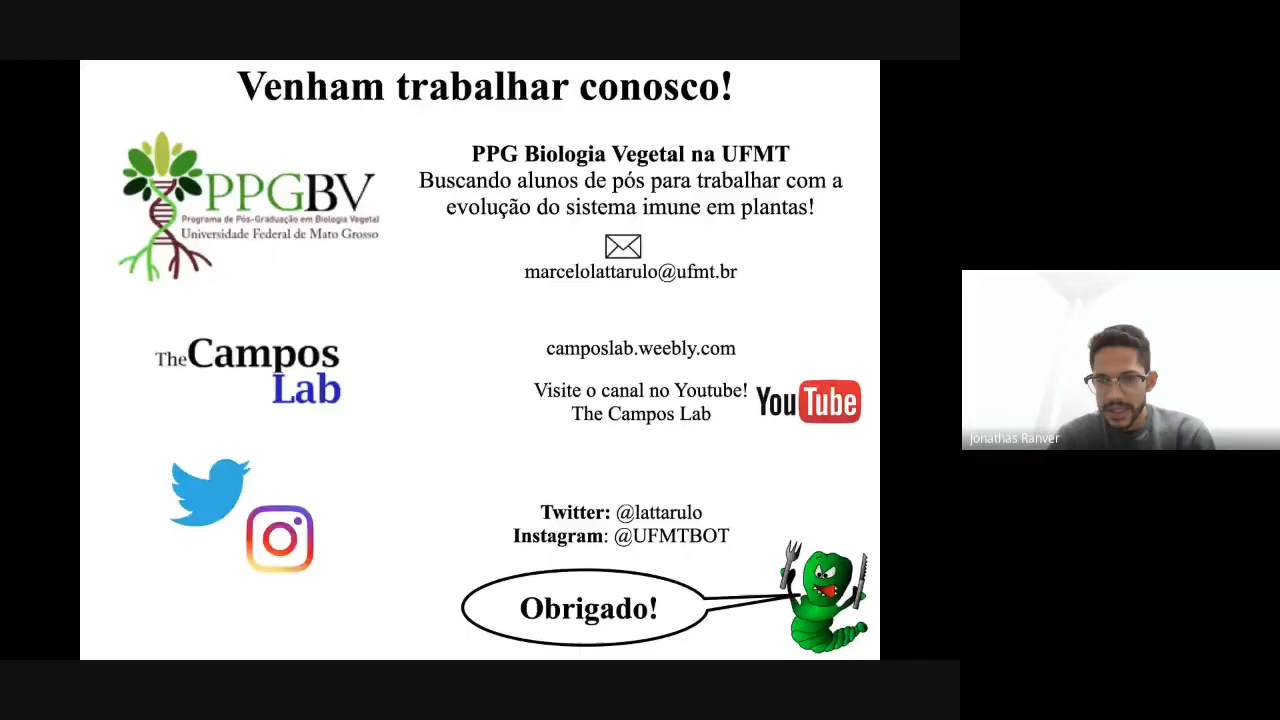 Venham trabalhar conosco!
PPGBV
Programa de Pós-Graduação em Biologia Vegetal
Universidade Federal de Mato Grosso
PPG Biologia Vegetal na UFMT
Buscando alunos de pós para trabalhar com a
evolução do sistema imune em plantas!
marcelolattarulo@ufmt.br
The Campos
Lab
camposlab.weebly.com
Visite o canal no Youtube!
The Campos Lab
YouTube
Twitter: @lattarulo
Instagram: @UFMTBOT
Obrigado!
Jonathas Ranver